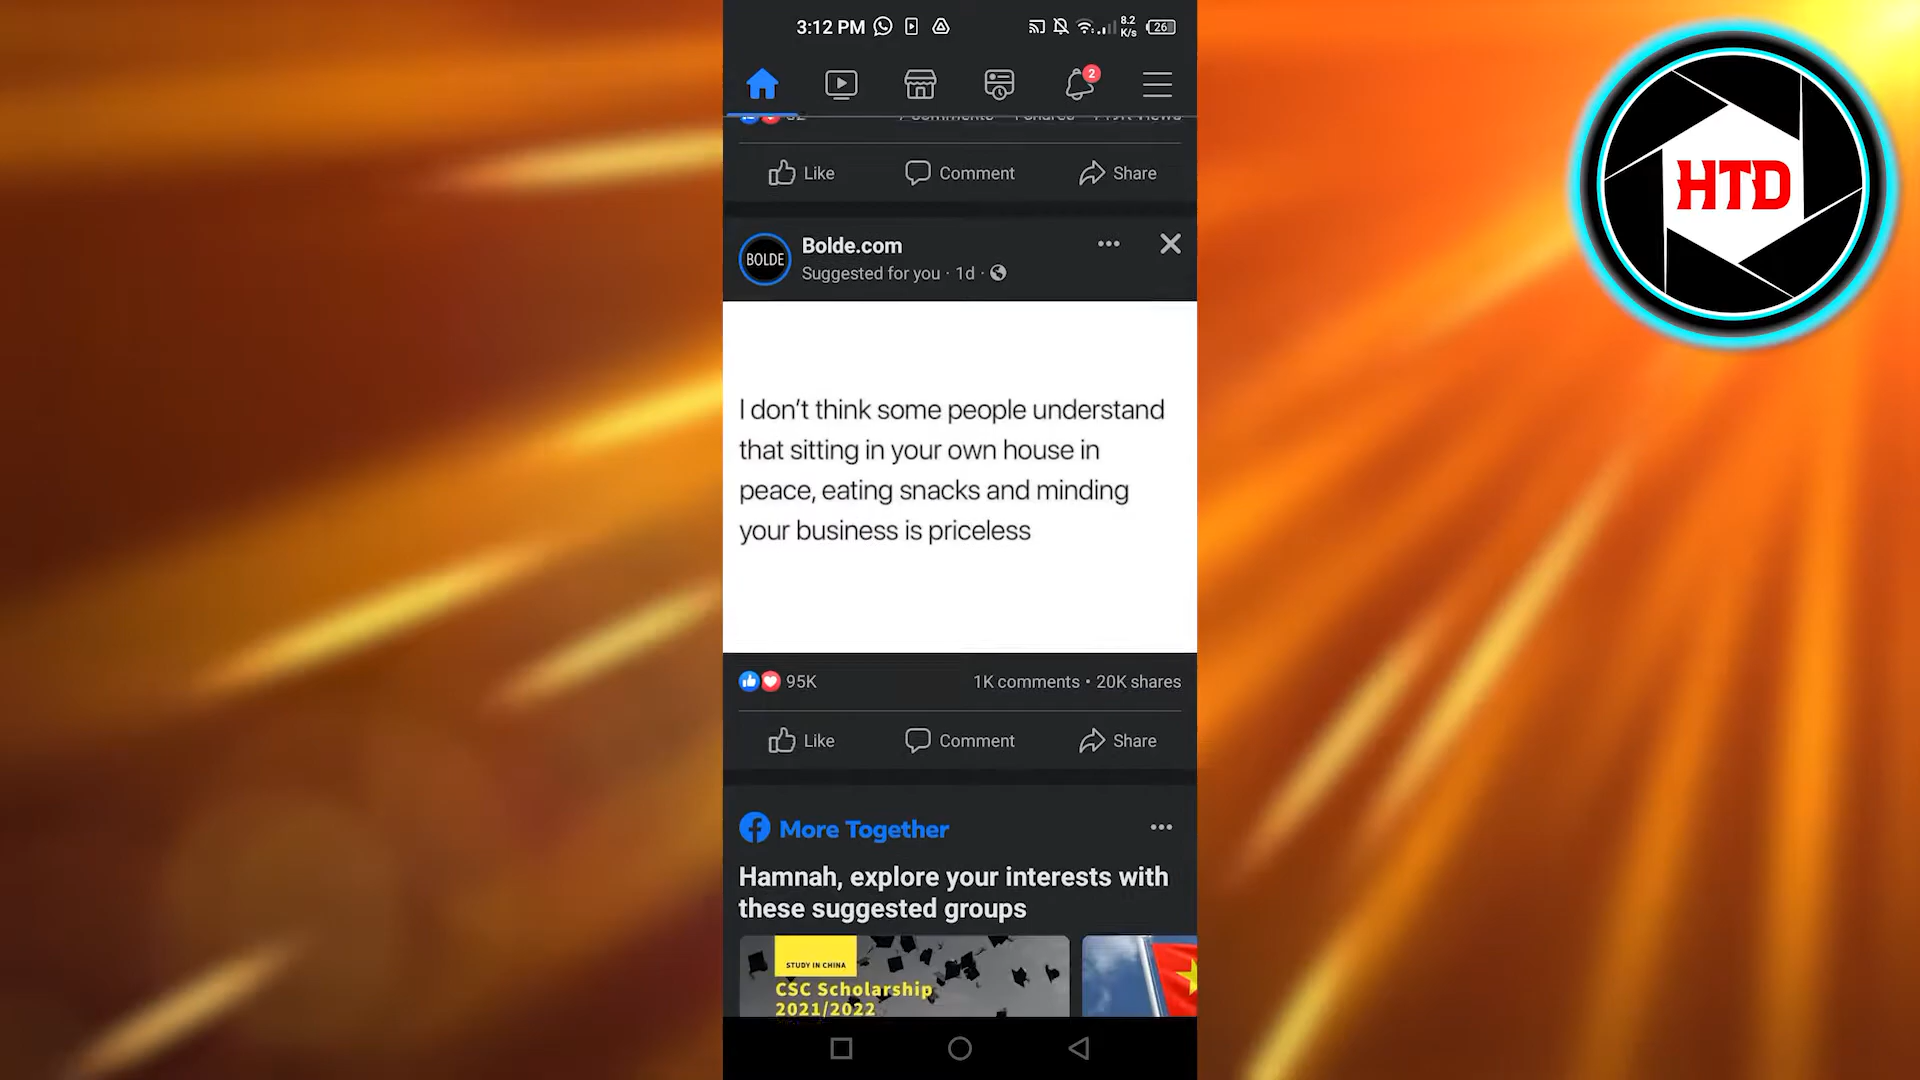 3:12 PM
8.2
K/s
26
2
Like
Comment
Share
BOLDE
Bolde.com
Suggested for you · 1d ·
I don't think some people understand
that sitting in your own house in
peace, eating snacks and minding
your business is priceless
95K
1K comments • 20K shares
Like
Comment
Share
More Together
Hamnah, explore your interests with
these suggested groups
STUDY IN CHINA
CSC Scholarship
2021/2022
HTD